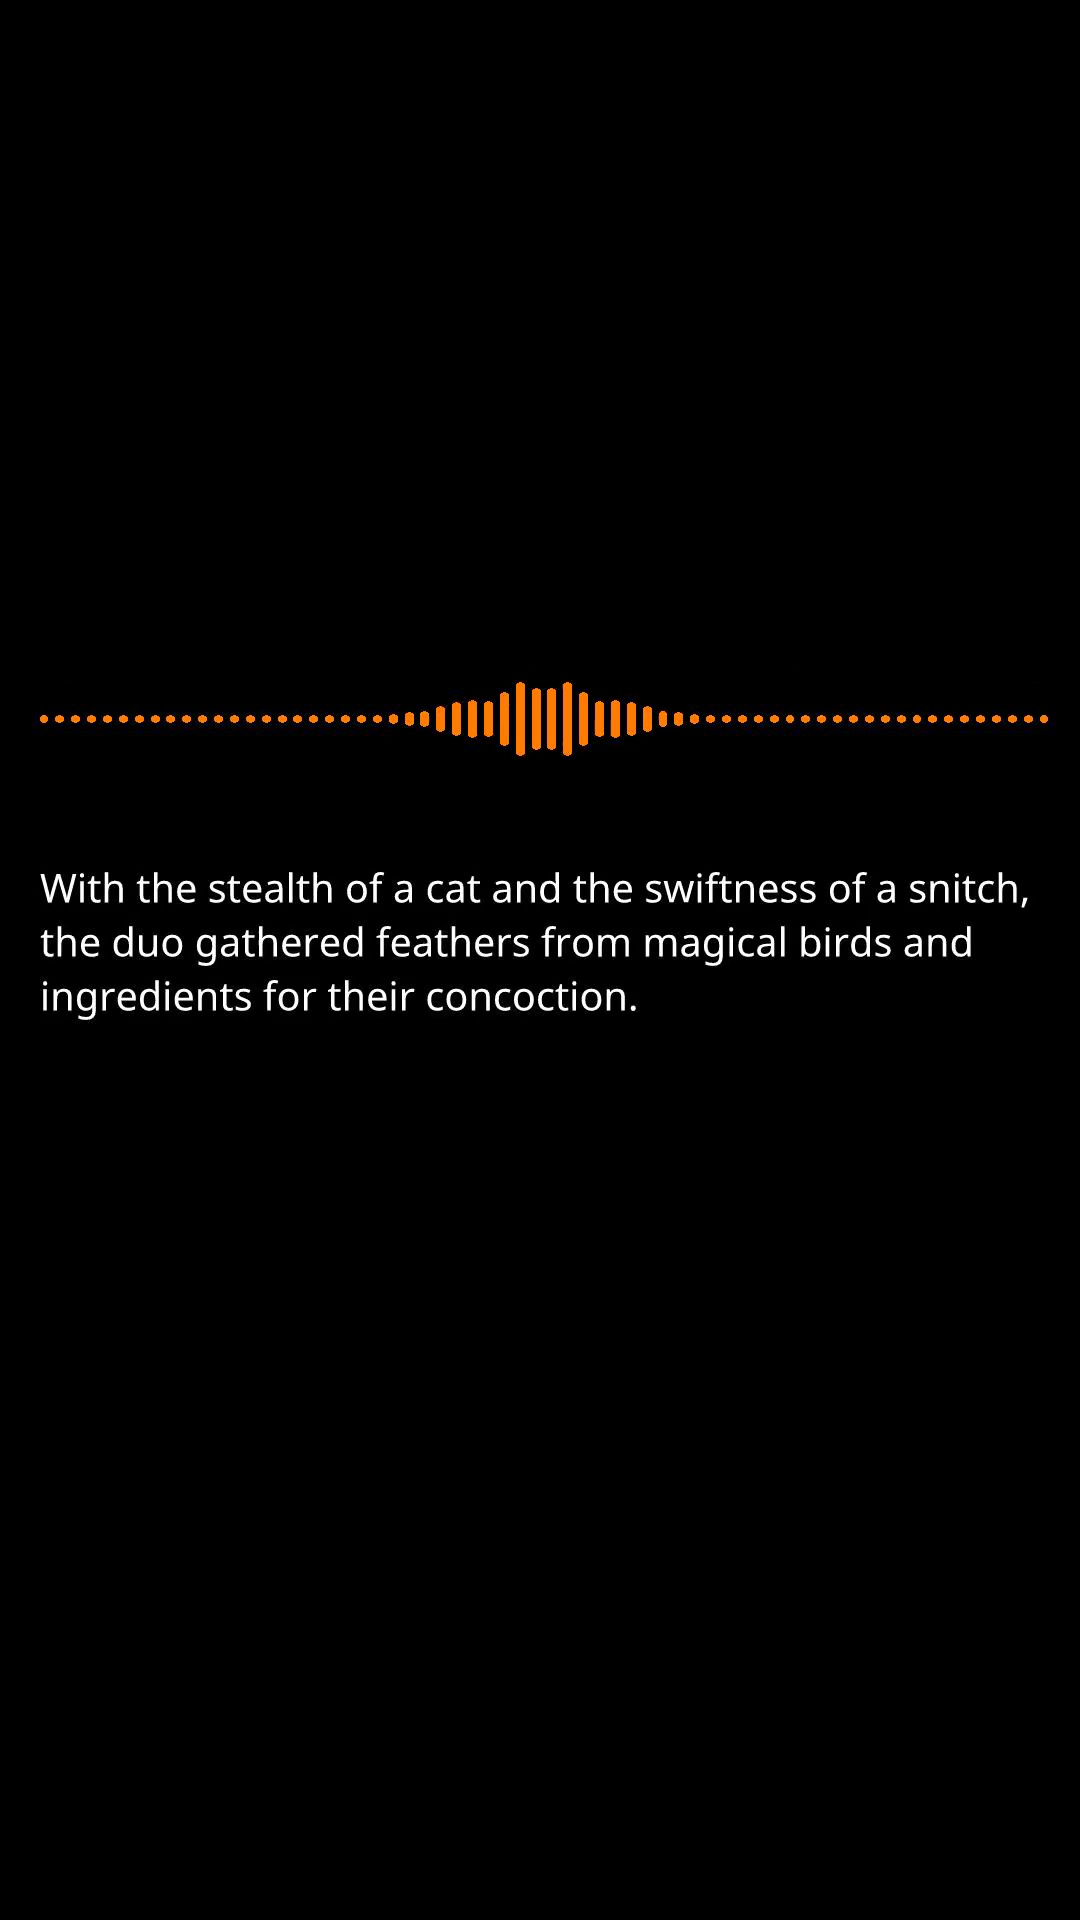 With the stealth of a cat and the swiftness of a snitch,
the duo gathered feathers from magical birds and
ingredients for their concoction.